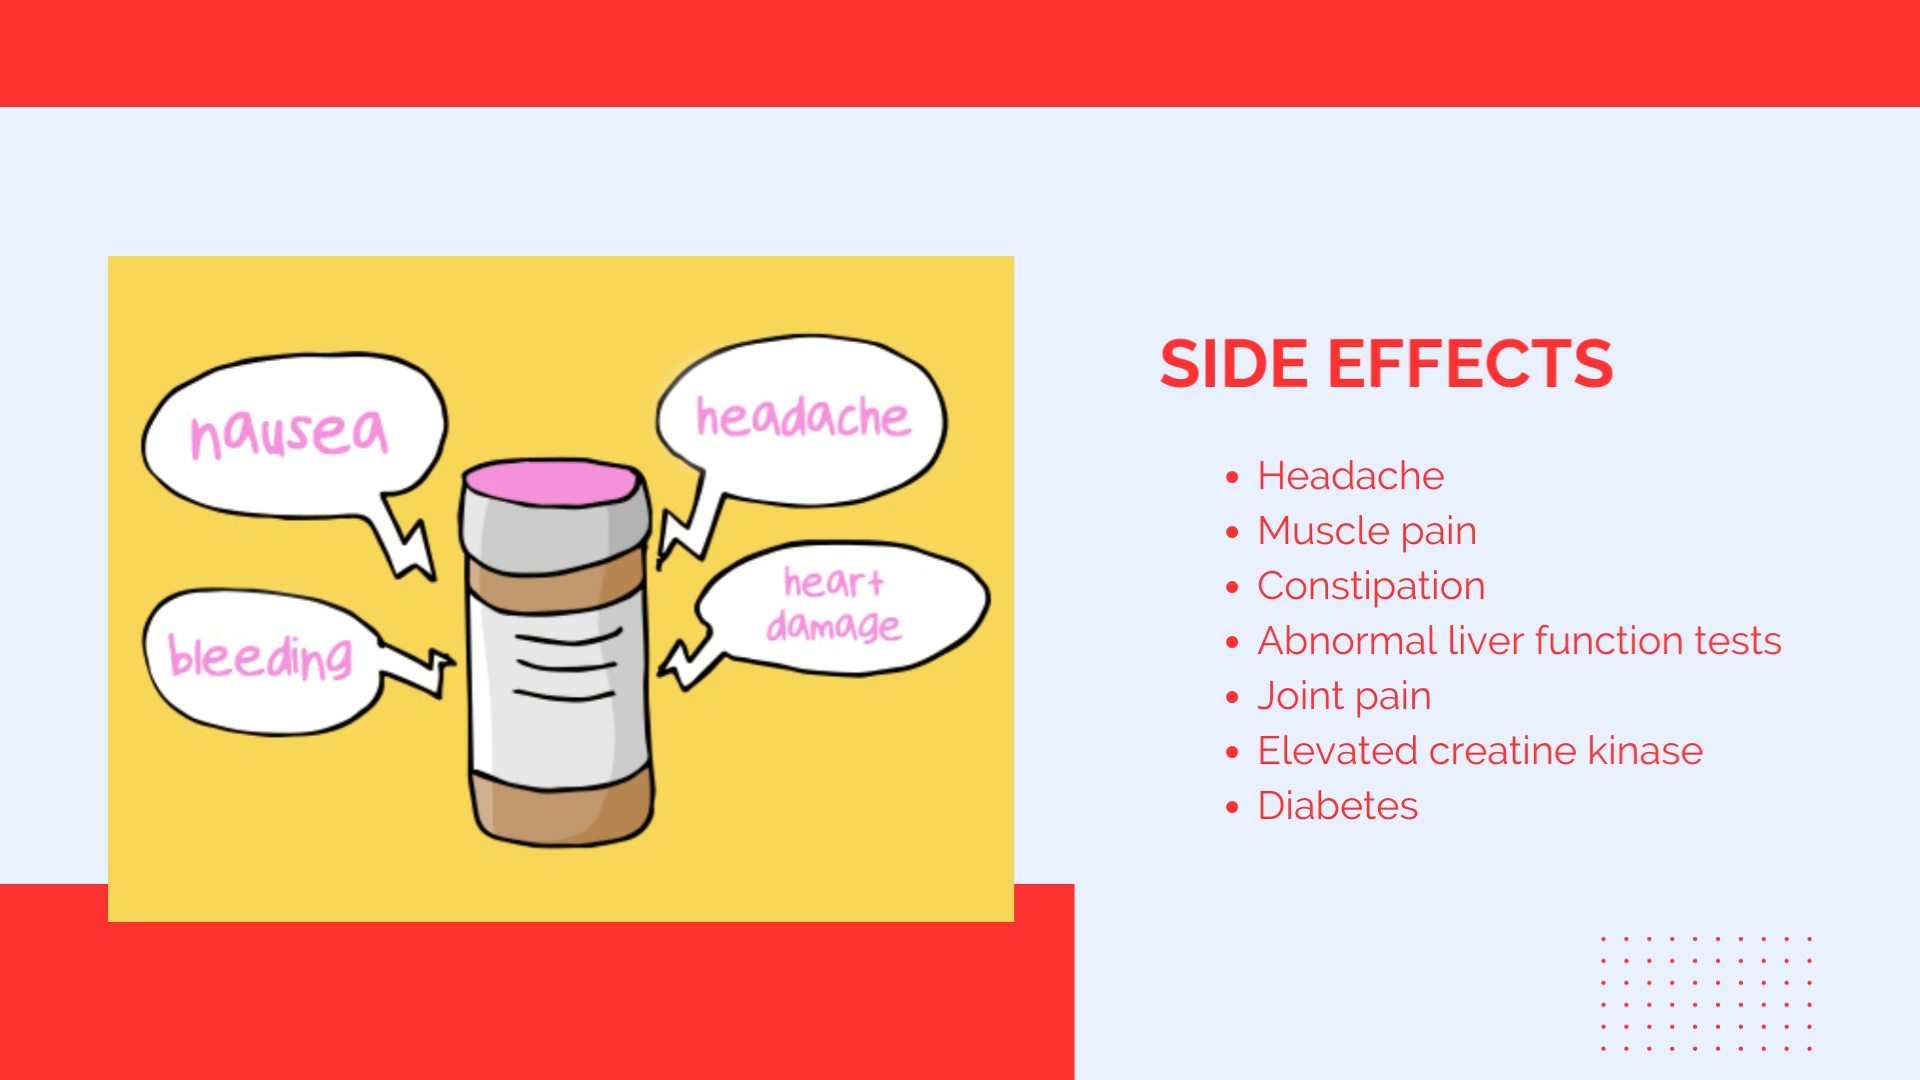 nausea
headache
bleeding
heart
damage
SIDE EFFECTS
• Headache
• Muscle pain
• Constipation
• Abnormal liver function tests
• Joint pain
• Elevated creatine kinase
• Diabetes